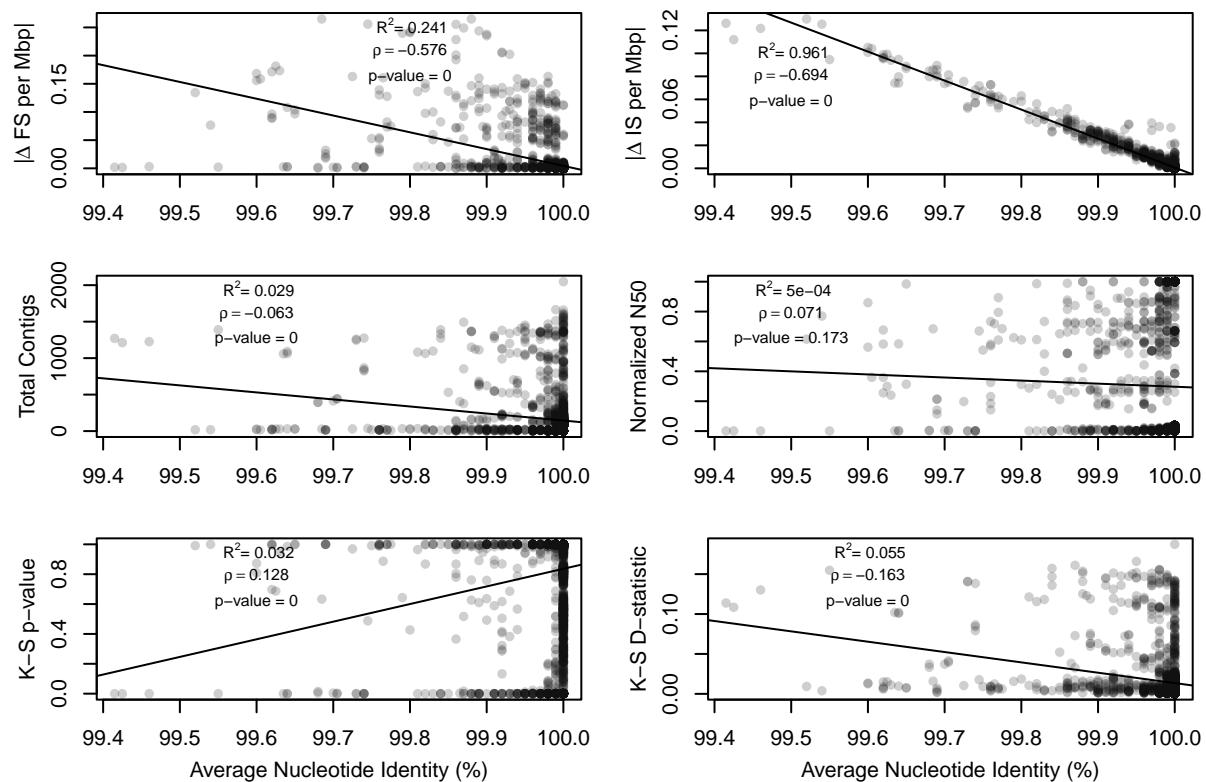 |Δ FS per Mbp|
0.00 0.15
R²= 0.241
ρ = −0.576
p−value = 0
99.4 99.5 99.6 99.7 99.8 99.9 100.0
|Δ IS per Mbp|
0.00 0.06 0.12
R²= 0.961
ρ = −0.694
p−value = 0
99.4 99.5 99.6 99.7 99.8 99.9 100.0
Total Contigs
0 1000 2000
R²= 0.029
ρ = −0.063
p−value = 0
99.4 99.5 99.6 99.7 99.8 99.9 100.0
Normalized N50
0.0 0.4 0.8
R²= 5e−04
ρ = 0.071
p−value = 0.173
99.4 99.5 99.6 99.7 99.8 99.9 100.0
K−S p−value
0.0 0.4 0.8
R²= 0.032
ρ = 0.128
p−value = 0
99.4 99.5 99.6 99.7 99.8 99.9 100.0
Average Nucleotide Identity (%)
K−S D−statistic
0.00 0.10
R²= 0.055
ρ = −0.163
p−value = 0
99.4 99.5 99.6 99.7 99.8 99.9 100.0
Average Nucleotide Identity (%)